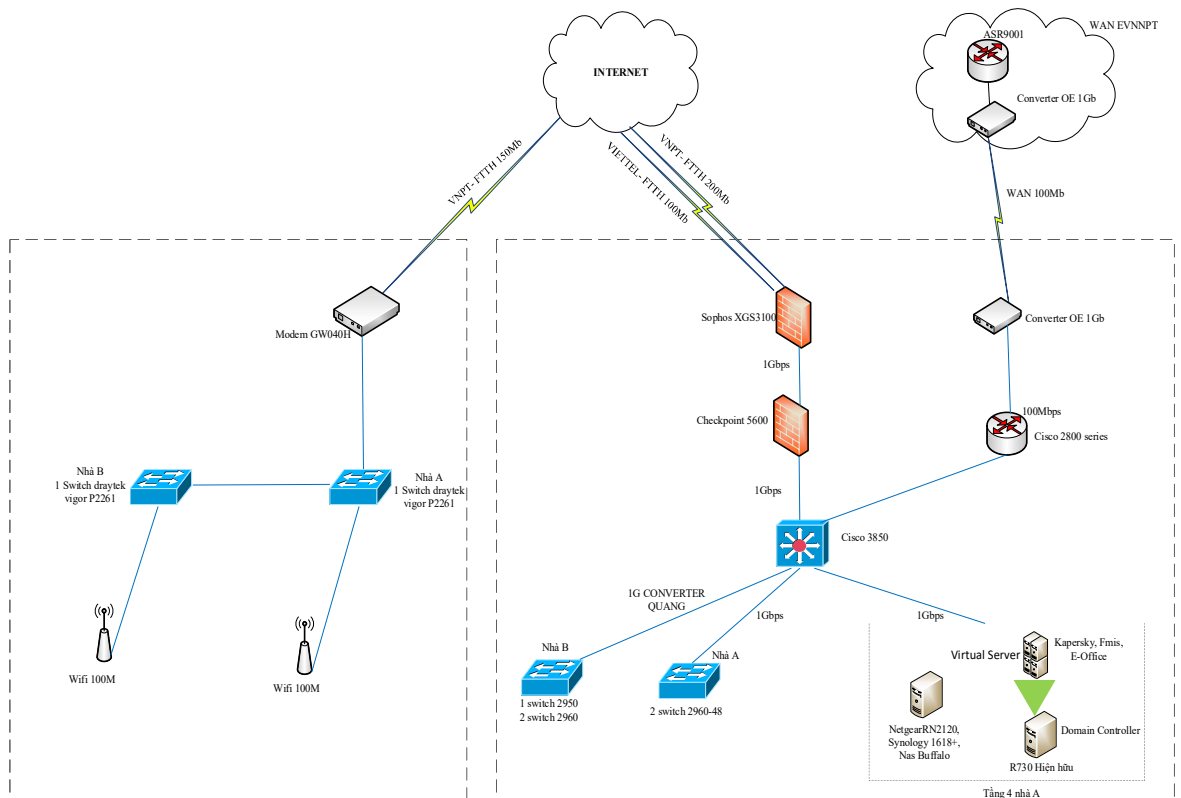 WAN EVNNPT
ASR9001
INTERNET
Converter OE 1Gb
VNPT- FTTH 150Mb
VIETTEL- FTTH 100Mb
VNPT- FTTH 200Mb
WAN 100Mb
Modem GW040H
Sophos XGS3100
Converter OE 1Gb
1Gbps
Checkpoint 5600
100Mbps
Cisco 2800 series
Nhà B
1 Switch draytek
vigor P2261
Nhà A
1 Switch draytek
vigor P2261
1Gbps
Cisco 3850
1G CONVERTER
QUANG
1Gbps
1Gbps
Wifi 100M
Wifi 100M
Nhà B
1 switch 2950
2 switch 2960
Nhà A
2 switch 2960-48
Virtual Server
Kapersky, Fmis,
E-Office
NetgearRN2120,
Synology 1618+,
Nas Buffalo
Domain Controller
R730 Hiện hữu
Tầng 4 nhà A